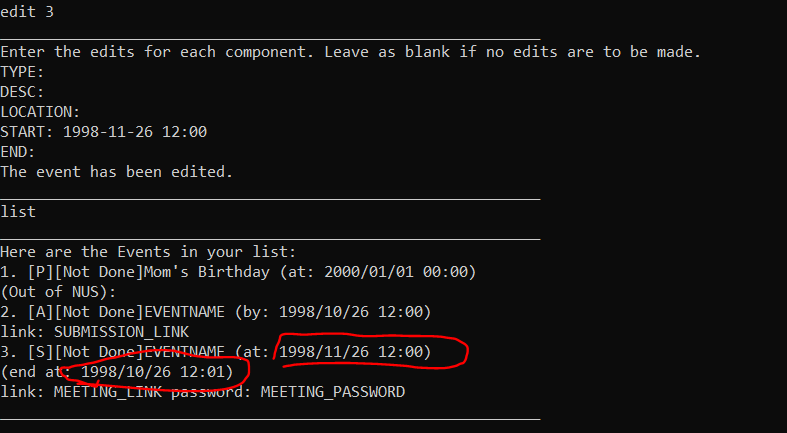 edit 3
Enter the edits for each component. Leave as blank if no edits are to be made.
TYPE:
DESC:
LOCATION:
START: 1998-11-26 12:00
END:
The event has been edited.
list
Here are the Events in your list:
1. [P][Not Done]Mom's Birthday (at: 2000/01/01 00:00)
(Out of NUS):
2. [A][Not Done]EVENTNAME (by: 1998/10/26 12:00)
link: SUBMISSION_LINK
3. [S][Not Done]EVENTNAME (at: 1998/11/26 12:00)
(end at: 1998/10/26 12:01)
link: MEETING_LINK password: MEETING_PASSWORD